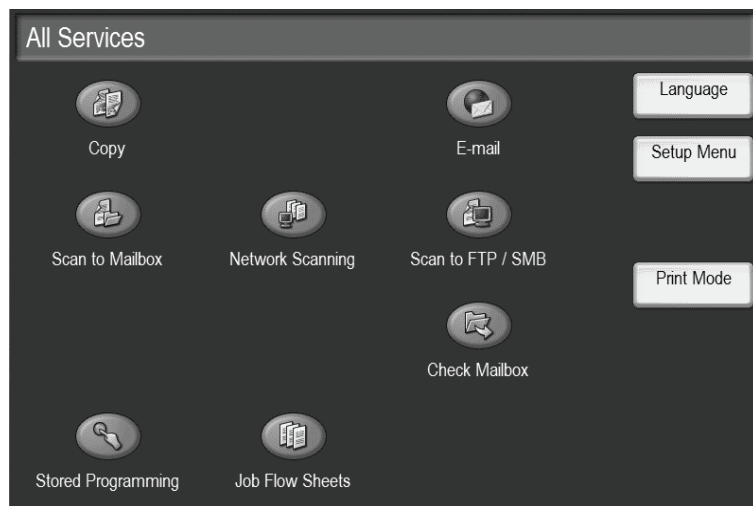 All Services
Copy
E-mail
Language
Setup Menu
Scan to Mailbox
Network Scanning
Scan to FTP / SMB
Print Mode
Check Mailbox
Stored Programming
Job Flow Sheets